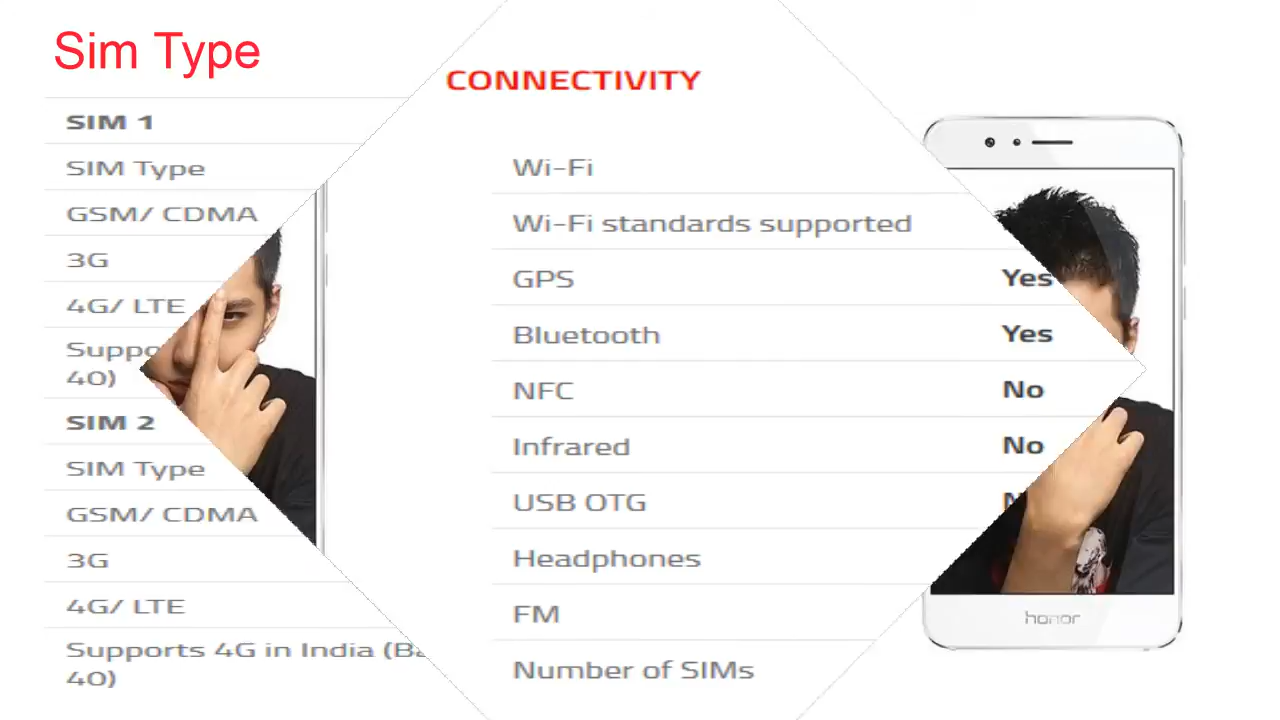 Sim Type
SIM 1
SIM Type
GSM/ CDMA
3G
4G/ LTE
40)
SIM 2
SIM Type
GSM/ CDMA
3G
4G/ LTE
Supports 4G in India
40)
CONNECTIVITY
Wi-Fi
Wi-Fi standards supported
GPS Yes
Bluetooth Yes
NFC No
Infrared No
USB OTG
Headphones
FM
Number of SIMs
honor